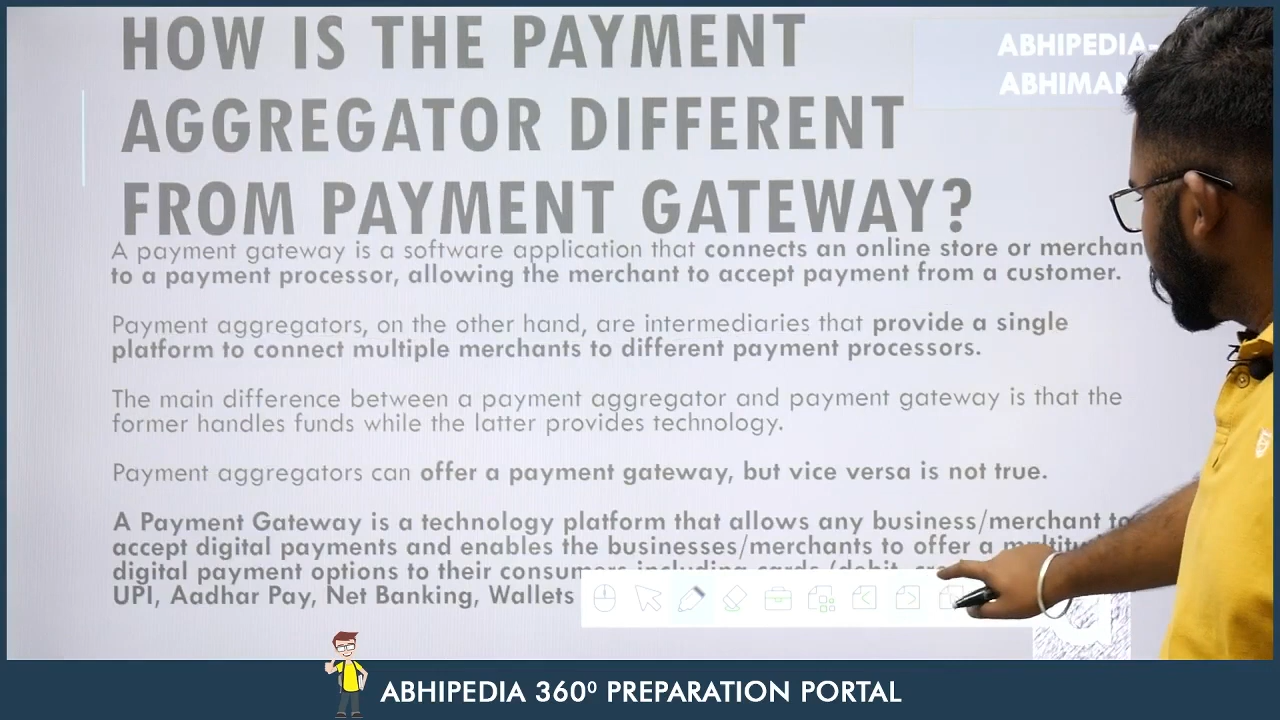 HOW IS THE PAYMENT
AGGREGATOR DIFFERENT
FROM PAYMENT GATEWAY?
ABHIPEDIA-
A payment gateway is a software application that connects an online store or
to a payment processor, allowing the merchant to accept payment from a customer.
Payment aggregators, on the other hand, are intermediaries that provide a single
platform to connect multiple merchants to different payment processors.
The main difference between a payment aggregator and payment gateway is that the
former handles funds while the latter provides technology.
Payment aggregators can offer a payment gateway, but vice versa is not true.
A Payment Gateway is a technology platform that allows any business/merchant to
accept digital payments and enables the businesses/merchants to offer a
digital payment options to their consumers including cards (debit,
UPI, Aadhar Pay, Net Banking, Wallets
ABHIPEDIA 360⁰ PREPARATION PORTAL